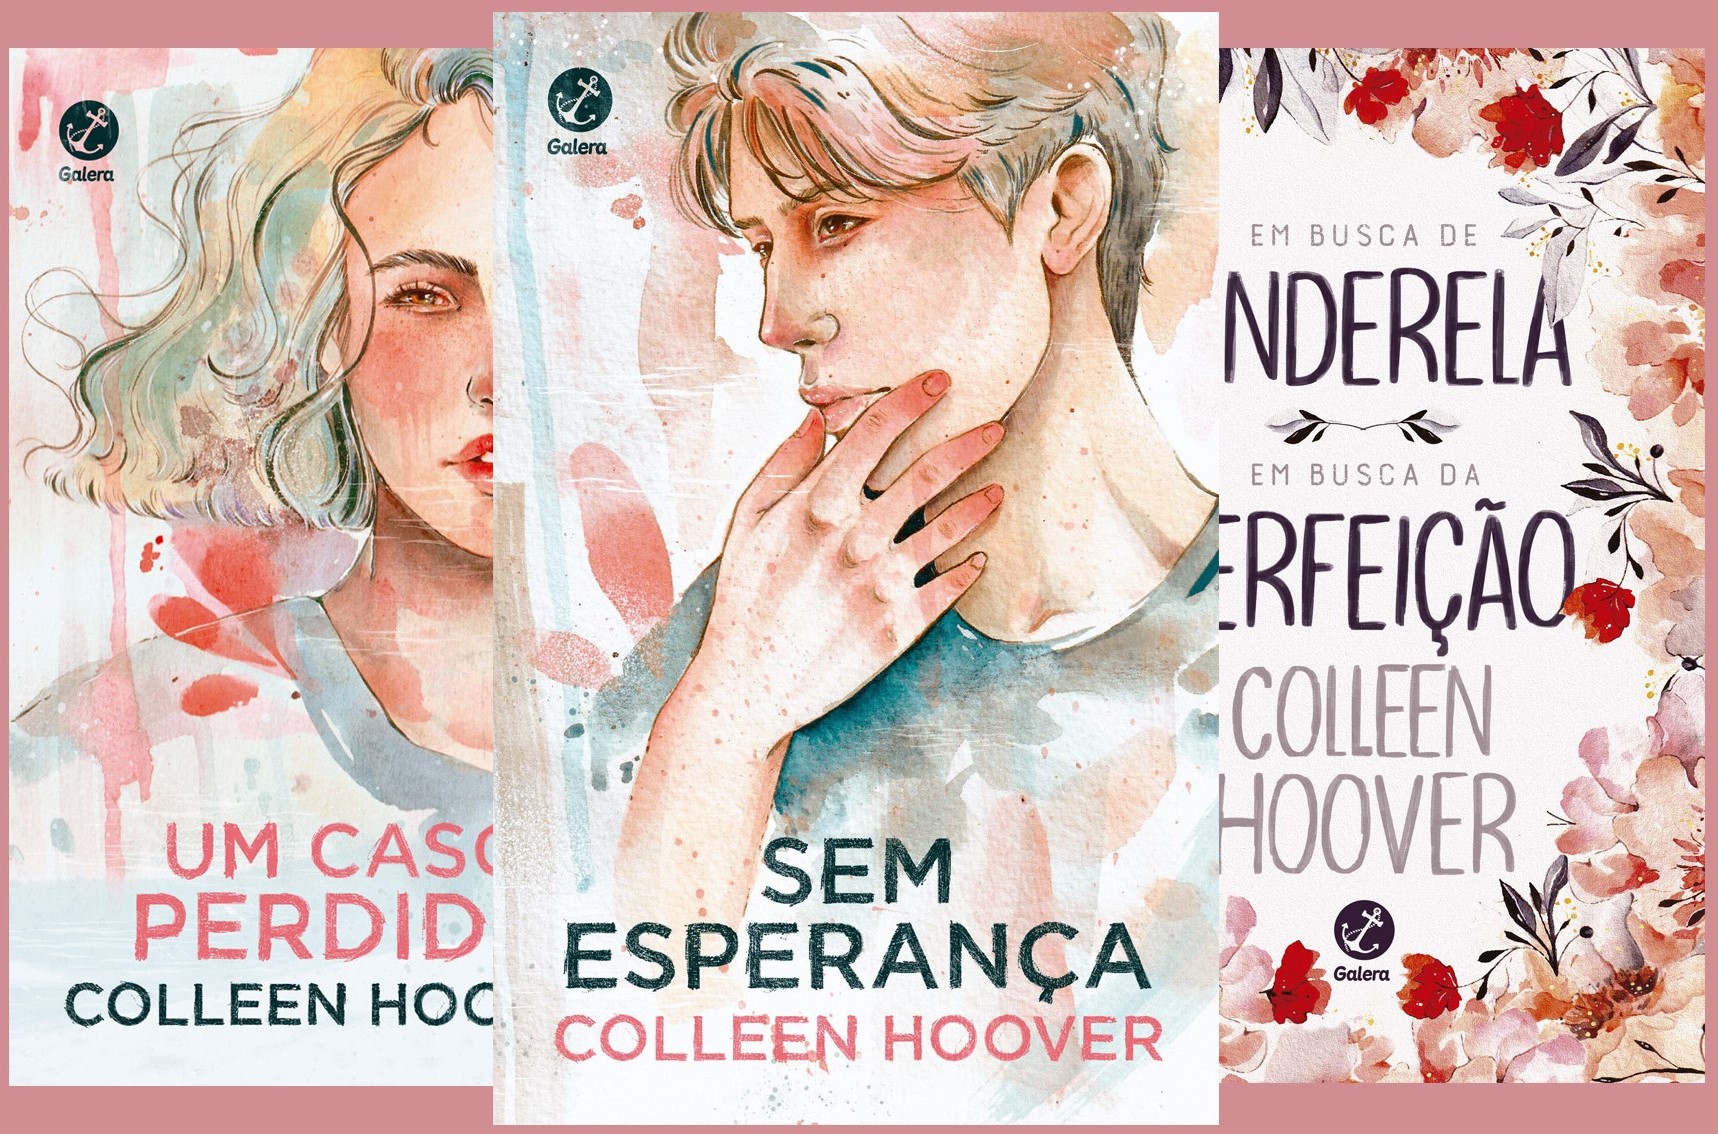 Galera
UM CASO
PERDID
COLLEEN HOO
Galera
SEM
ESPERANÇA
COLLEEN HOOVER
EM BUSCA DE
NDERELA
EM BUSCA DA
ERFEIÇÃO
COLLEEN
HOOVER
Galera